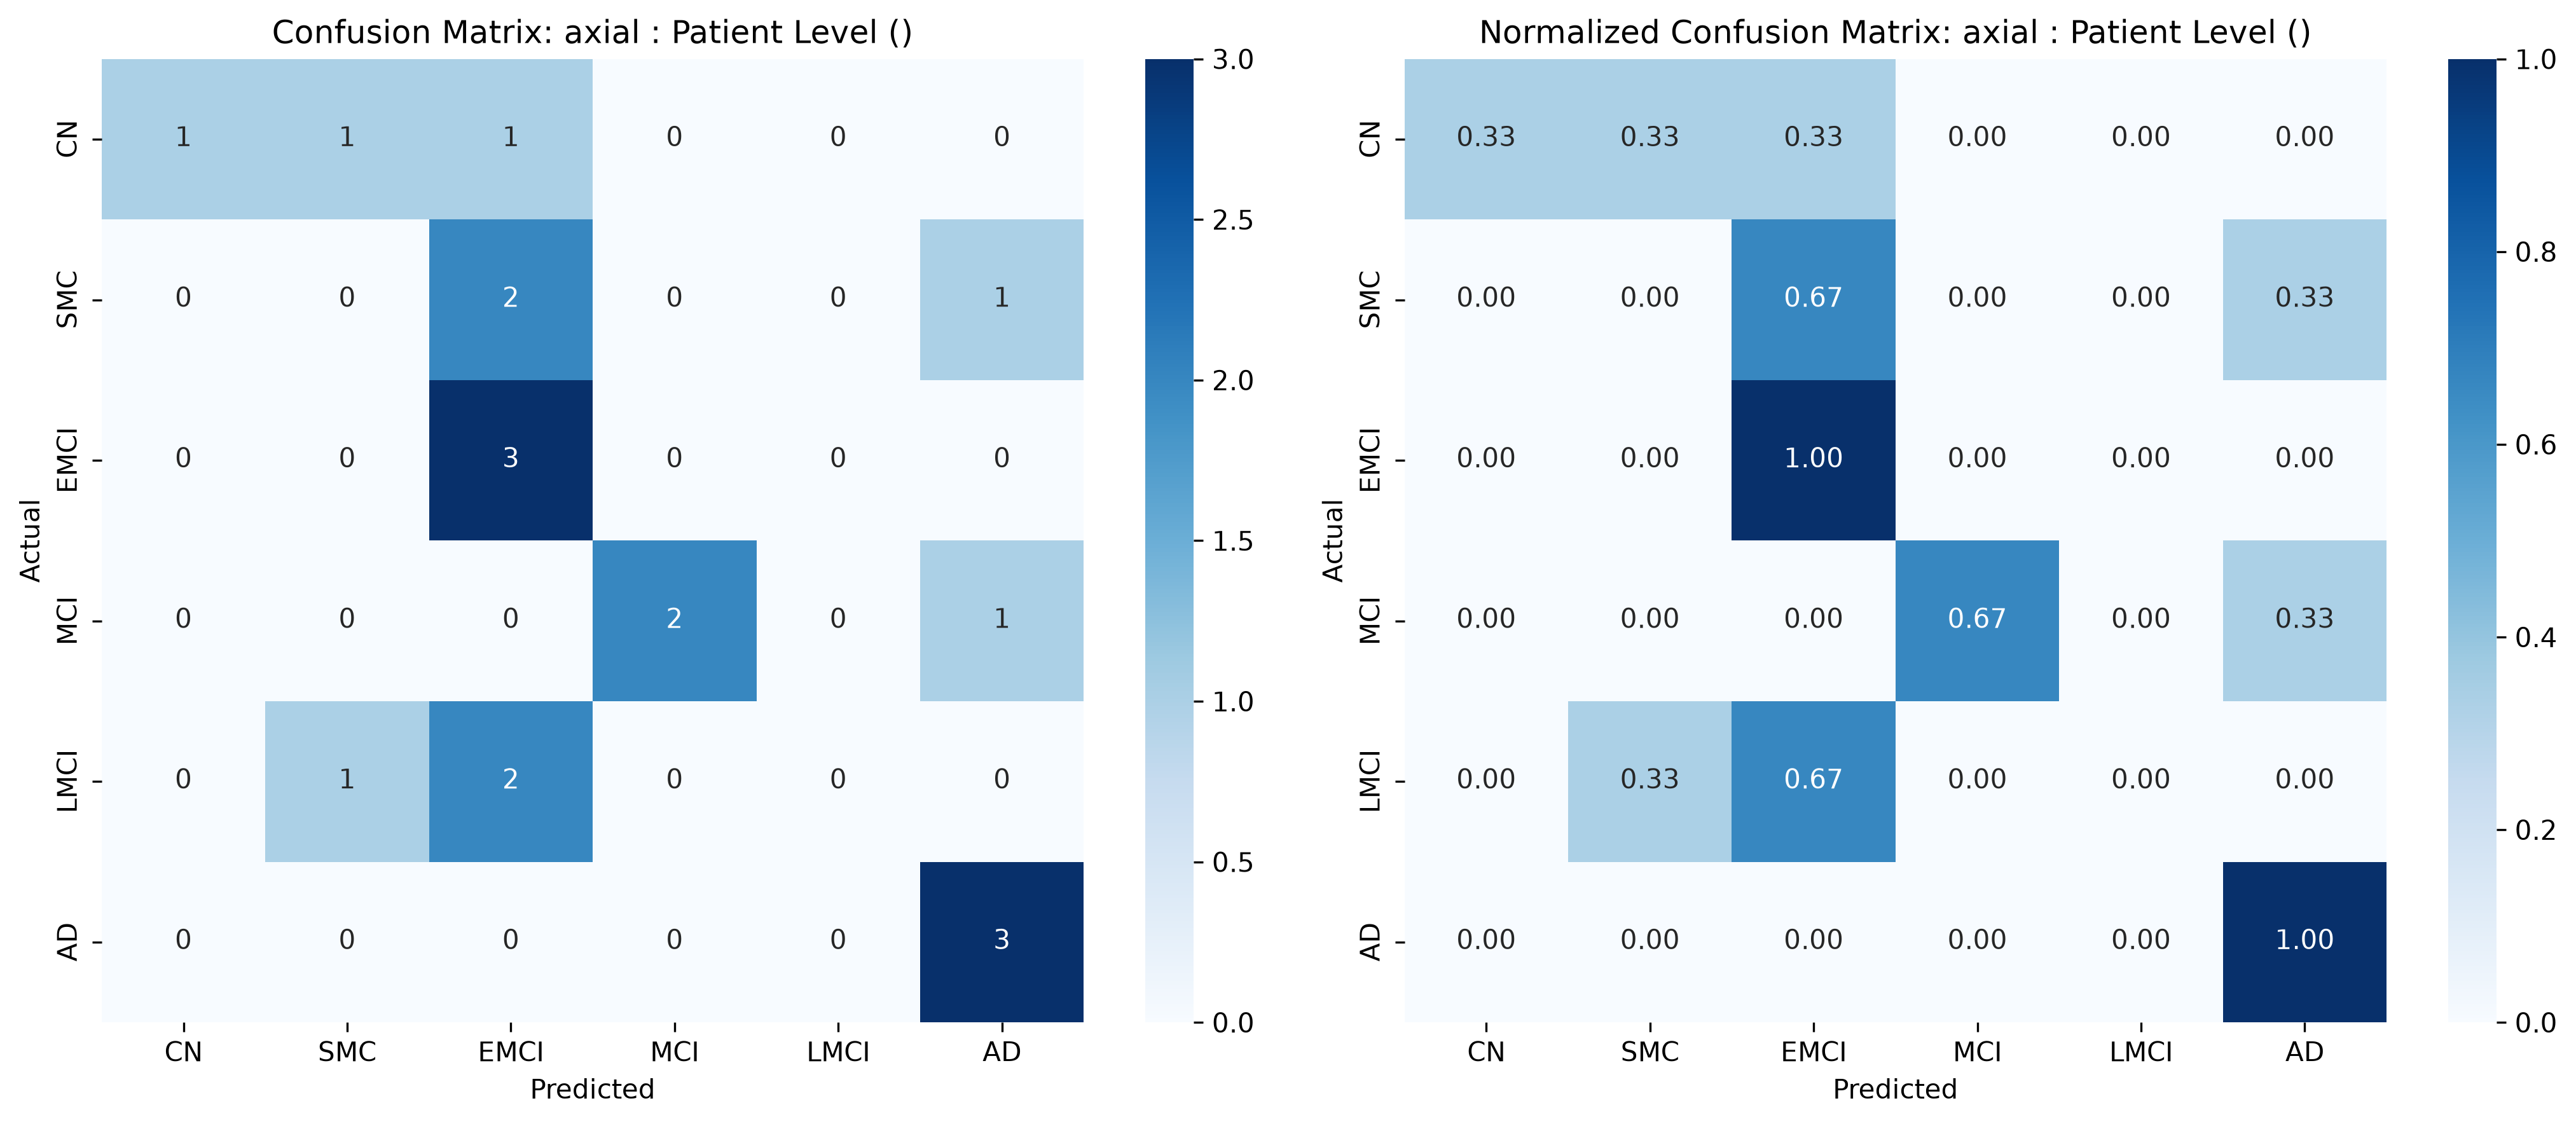 Confusion Matrix: axial : Patient Level ()
CN 1 1 1 0 0 0
SMC 0 0 2 0 0 1
EMCI 0 0 3 0 0 0
MCI 0 0 0 2 0 1
LMCI 0 1 2 0 0 0
AD 0 0 0 0 0 3
CN SMC EMCI MCI LMCI AD
Predicted
Actual
3.0
2.5
2.0
1.5
1.0
0.5
0.0
Normalized Confusion Matrix: axial : Patient Level ()
CN 0.33 0.33 0.33 0.00 0.00 0.00
SMC 0.00 0.00 0.67 0.00 0.00 0.33
EMCI 0.00 0.00 1.00 0.00 0.00 0.00
MCI 0.00 0.00 0.00 0.67 0.00 0.33
LMCI 0.00 0.33 0.67 0.00 0.00 0.00
AD 0.00 0.00 0.00 0.00 0.00 1.00
CN SMC EMCI MCI LMCI AD
Predicted
Actual
1.0
0.8
0.6
0.4
0.2
0.0